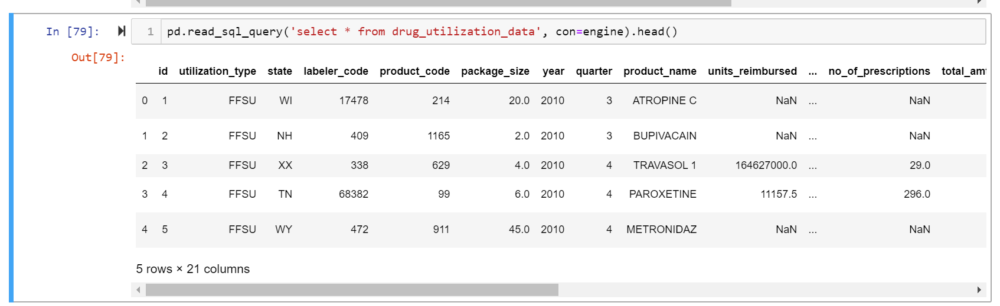 In [79]: 1 pd.read_sql_query('select * from drug_utilization_data', con=engine).head()
Out[79]:
id utilization_type state labeler_code product_code package_size year quarter product_name units_reimbursed ... no_of_prescriptions total_am
0 1 FFSU WI 17478 214 20.0 2010 3 ATROPINE C NaN ... NaN
1 2 FFSU NH 409 1165 2.0 2010 3 BUPIVACAIN NaN ... NaN
2 3 FFSU XX 338 629 4.0 2010 4 TRAVASOL 1 164627000.0 ... 29.0
3 4 FFSU TN 68382 99 6.0 2010 4 PAROXETINE 11157.5 ... 296.0
4 5 FFSU WY 472 911 45.0 2010 4 METRONIDAZ NaN ... NaN
5 rows × 21 columns